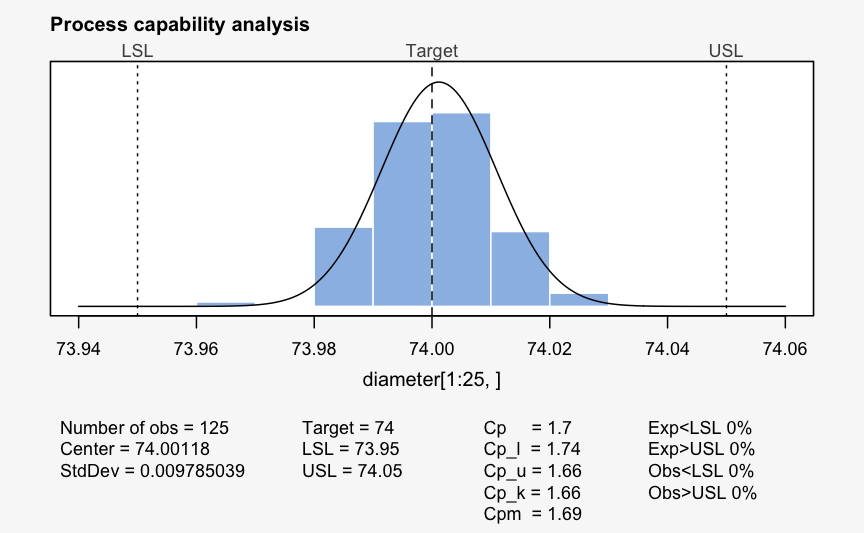 Process capability analysis
LSL Target USL
73.94 73.96 73.98 74.00 74.02 74.04 74.06
diameter[1:25, ]
Number of obs = 125 Target = 74 Cp = 1.7 Exp<LSL 0%
Center = 74.00118 LSL = 73.95 Cp_l = 1.74 Exp>USL 0%
StdDev = 0.009785039 USL = 74.05 Cp_u = 1.66 Obs<LSL 0%
Cp_k = 1.66 Obs>USL 0%
Cpm = 1.69